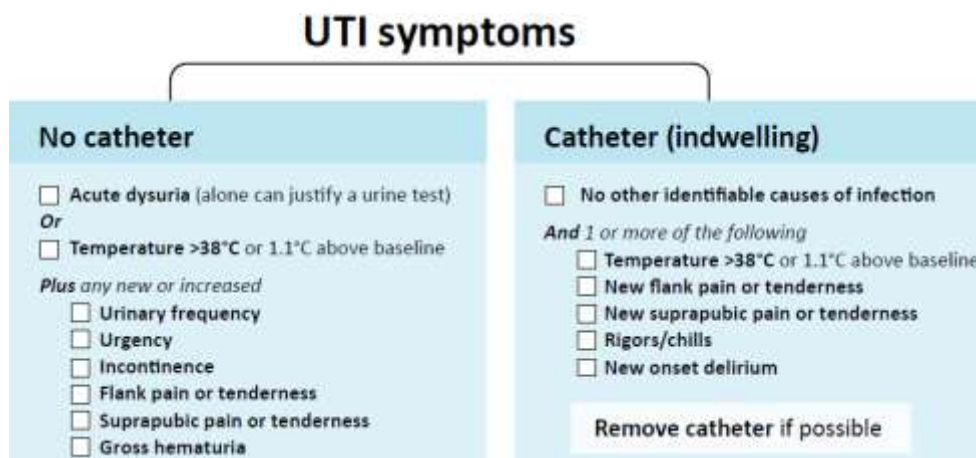 UTI symptoms
No catheter
Acute dysuria (alone can justify a urine test)
Or
Temperature >38°C or 1.1°C above baseline
Plus any new or increased
Urinary frequency
Urgency
Incontinence
Flank pain or tenderness
Suprapubic pain or tenderness
Gross hematuria
Catheter (indwelling)
No other identifiable causes of infection
And 1 or more of the following
Temperature >38°C or 1.1°C above baseline
New flank pain or tenderness
New suprapubic pain or tenderness
Rigors/chills
New onset delirium
Remove catheter if possible